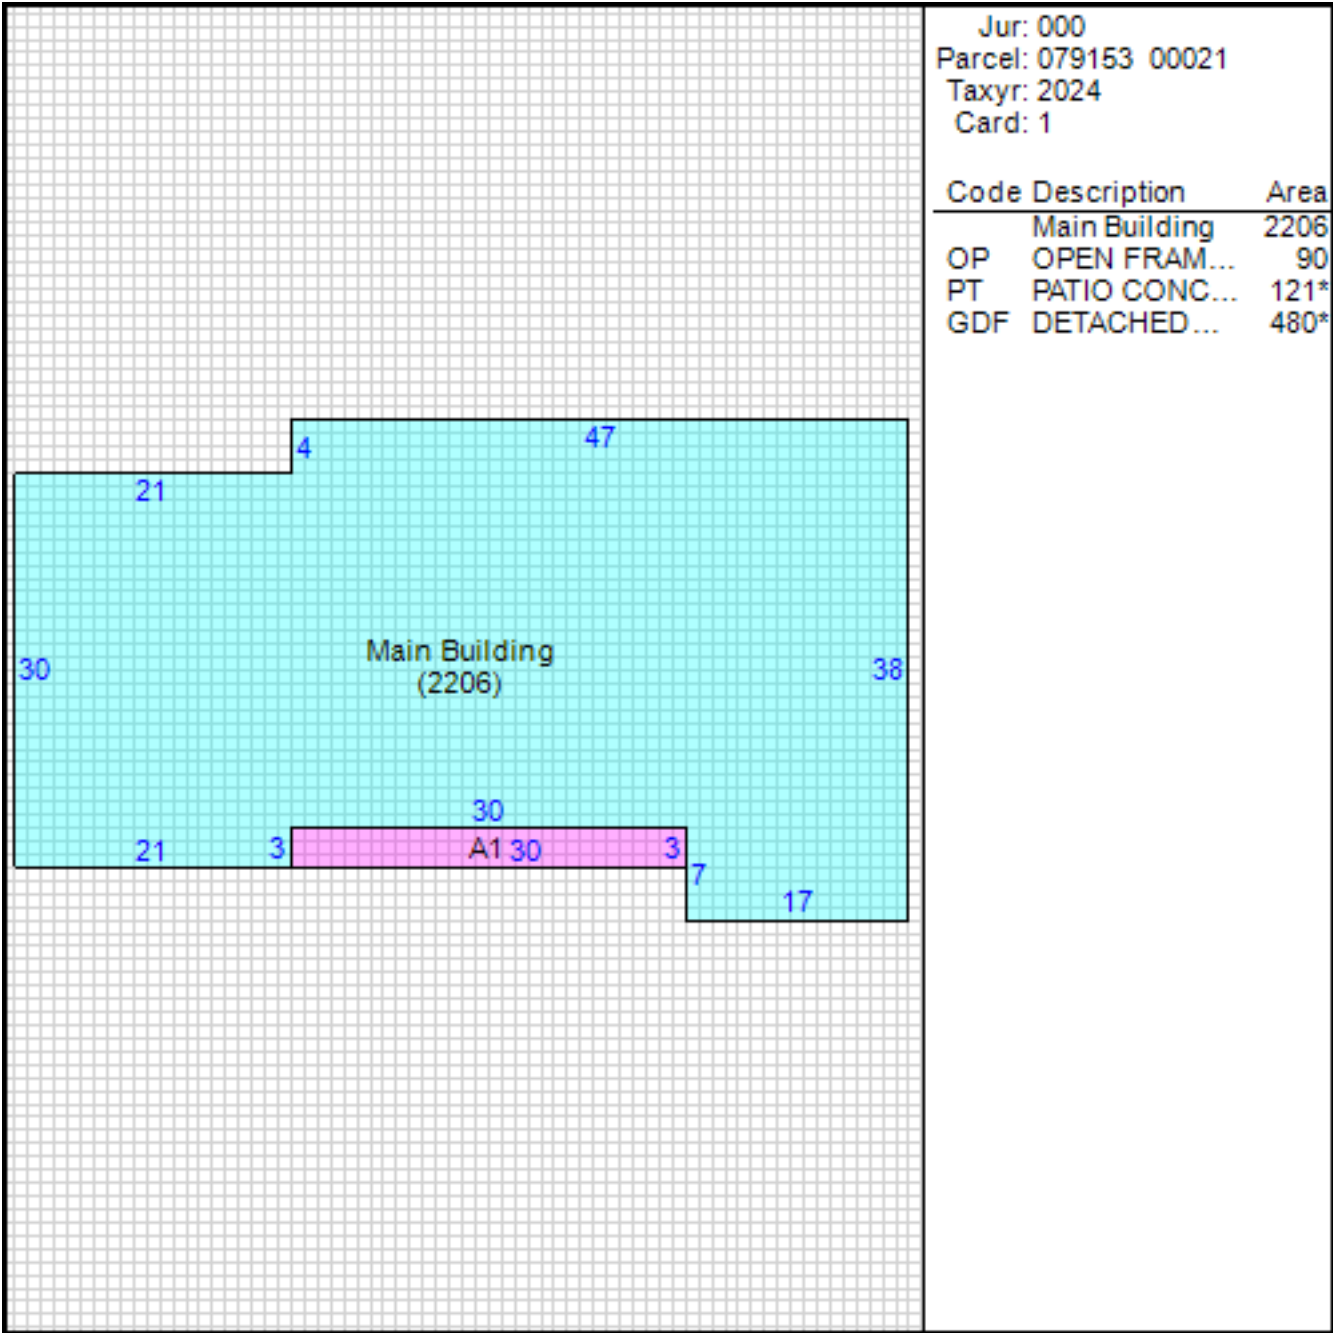 Jur: 000
Parcel: 079153 00021
Taxyr: 2024
Card: 1
Code Description Area
Main Building 2206
OP OPEN FRAM... 90
PT PATIO CONC... 121*
GDF DETACHED... 480*
4 47
21
Main Building
(2206)
30 38
30
21 3 A1 30 3
7
17